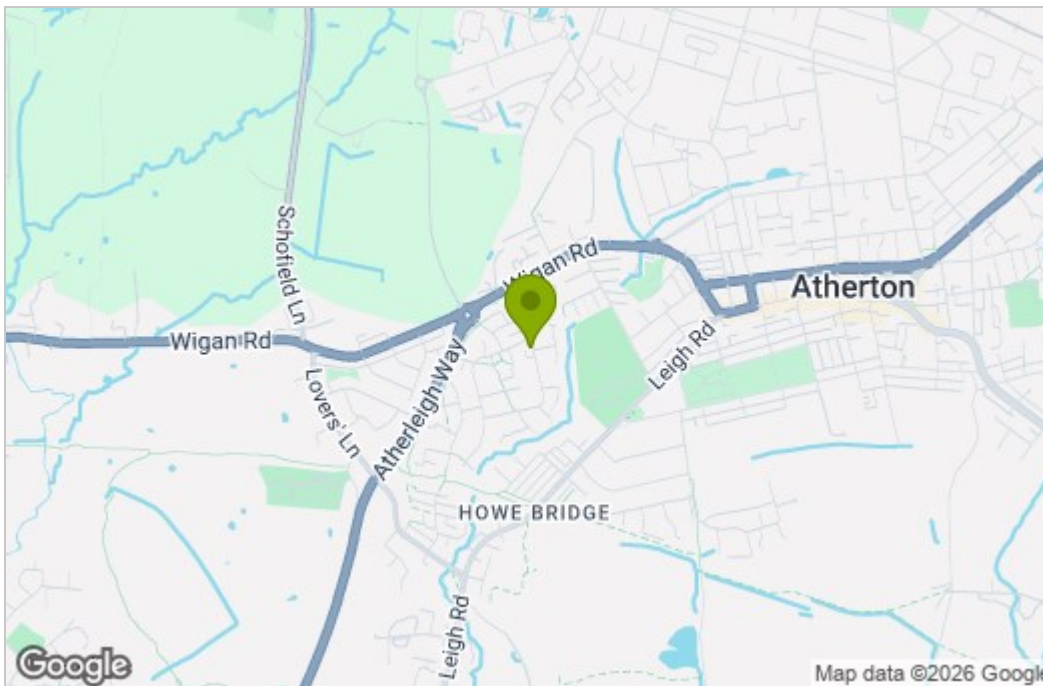 Schofield Ln
Wigan Rd
Atherton
Wigan Rd
Leigh Rd
Atherleigh Way
Lovers' Ln
HOWE BRIDGE
Leigh Rd
Google
Map data ©2026 Google